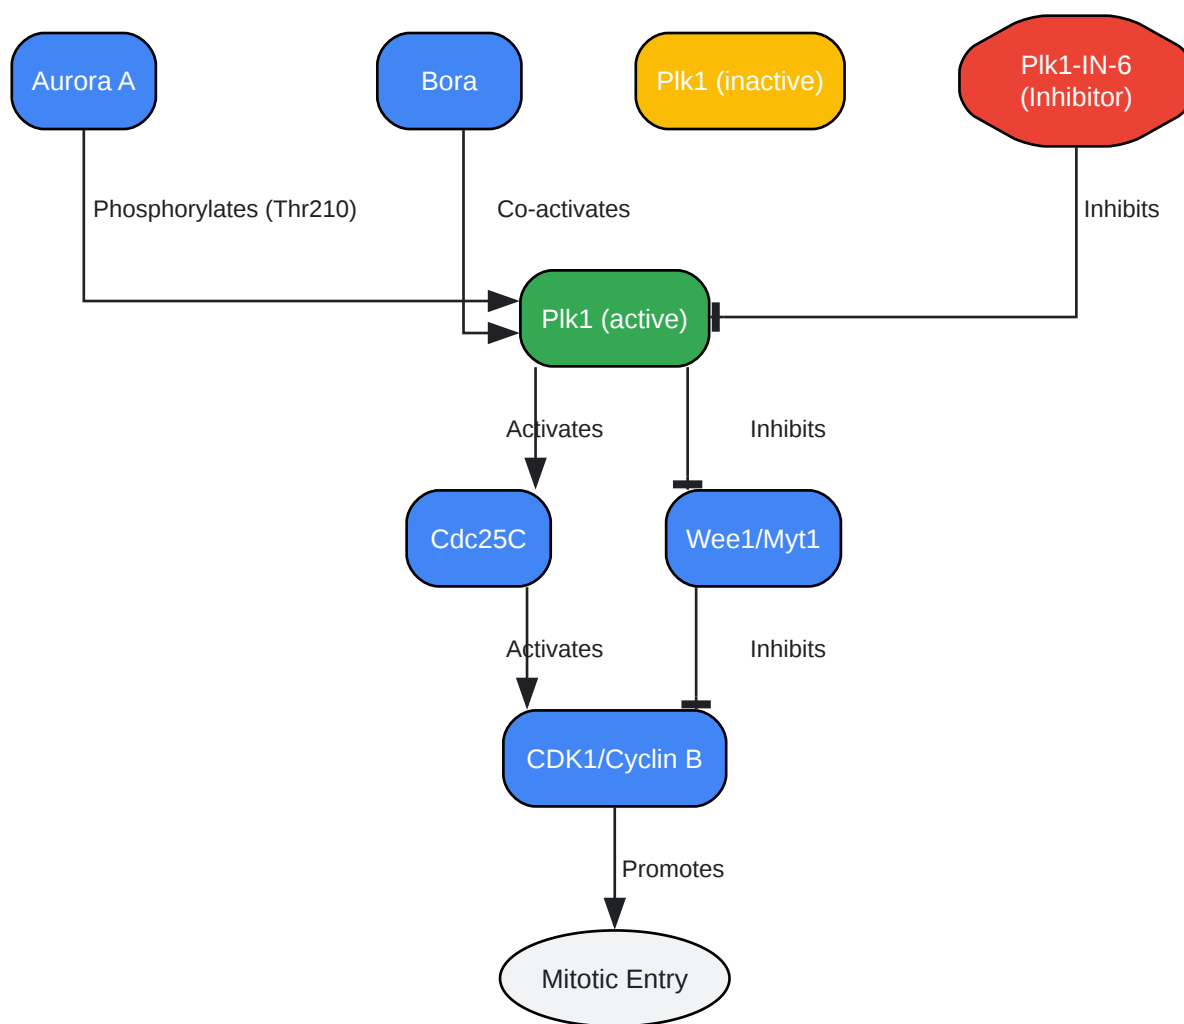 Aurora A
Bora
Plk1 (inactive)
Plk1-IN-6
(Inhibitor)
Phosphorylates (Thr210)
Co-activates
Inhibits
Plk1 (active)
Activates
Inhibits
Cdc25C
Wee1/Myt1
Activates
Inhibits
CDK1/Cyclin B
Promotes
Mitotic Entry